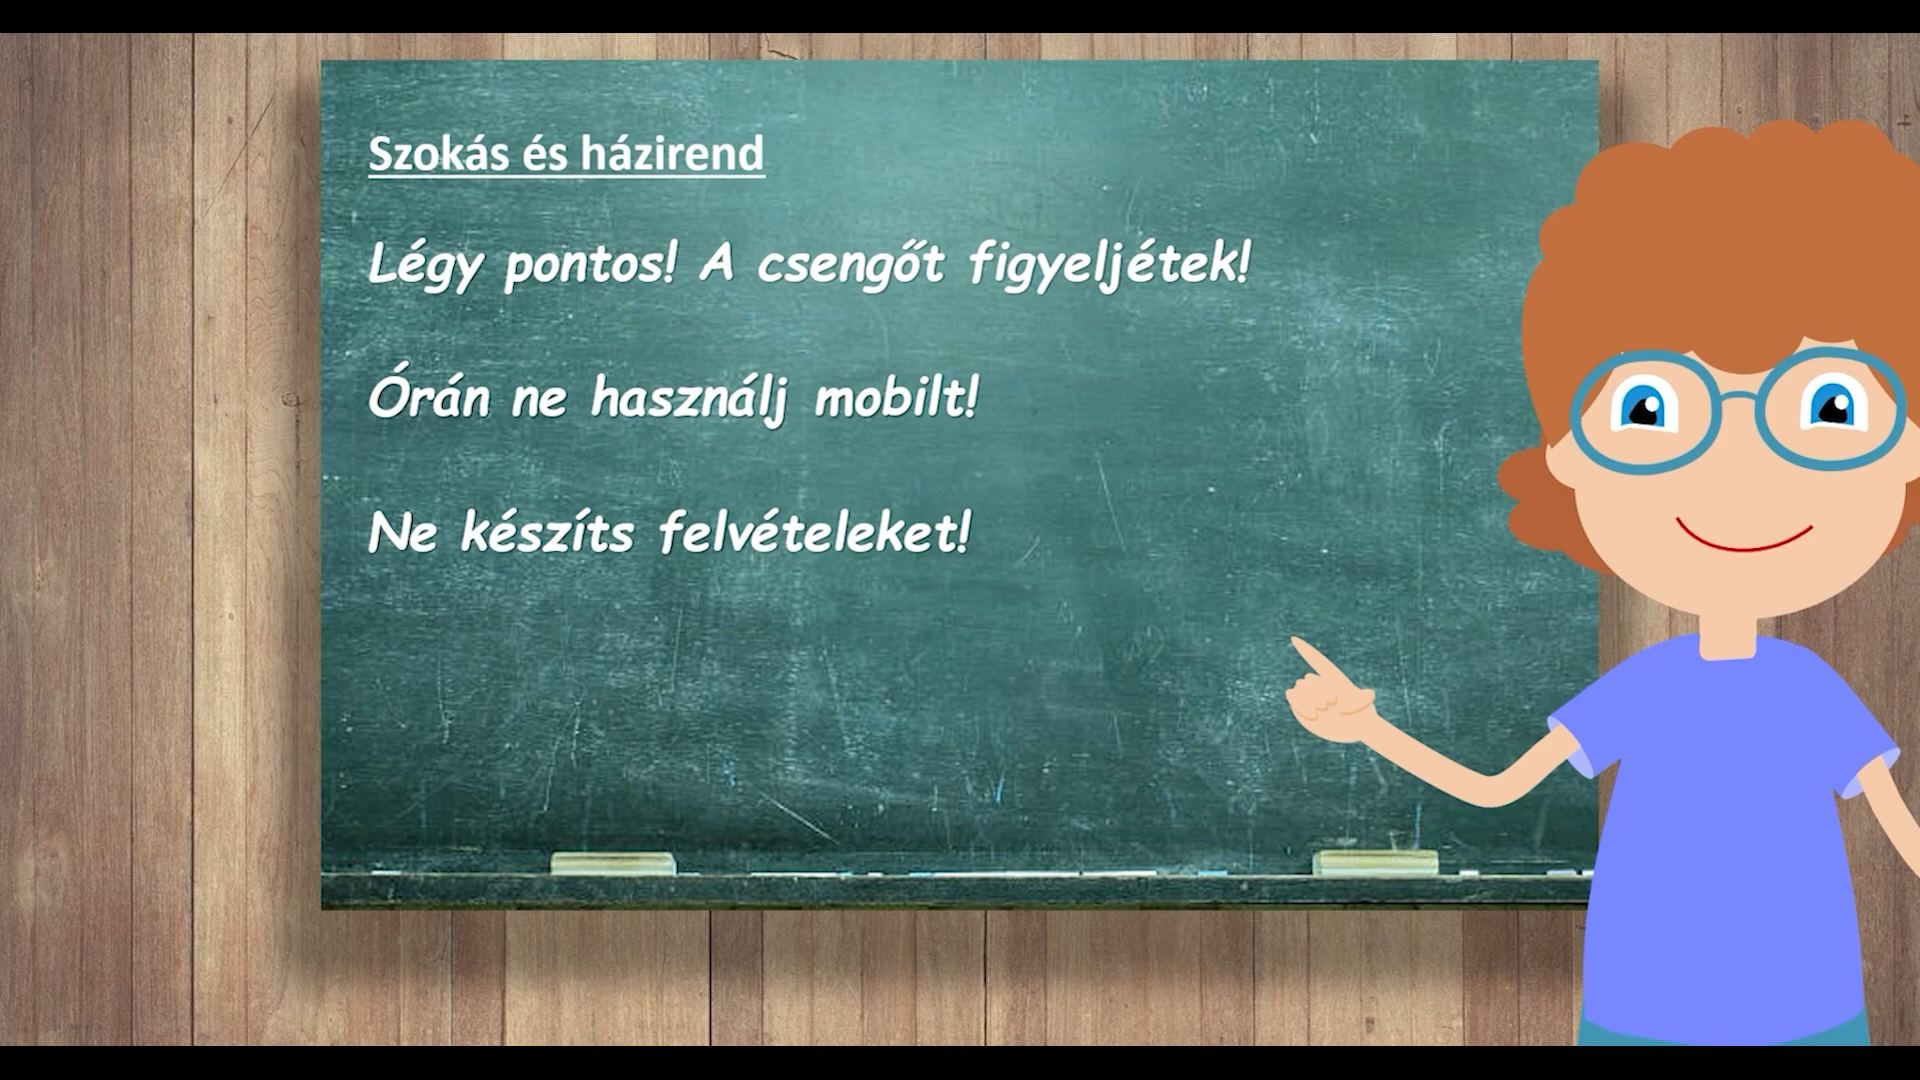 Szokás és házirend
Légy pontos! A csengőt figyeljétek!
Órán ne használj mobilt!
Ne készíts felvételeket!